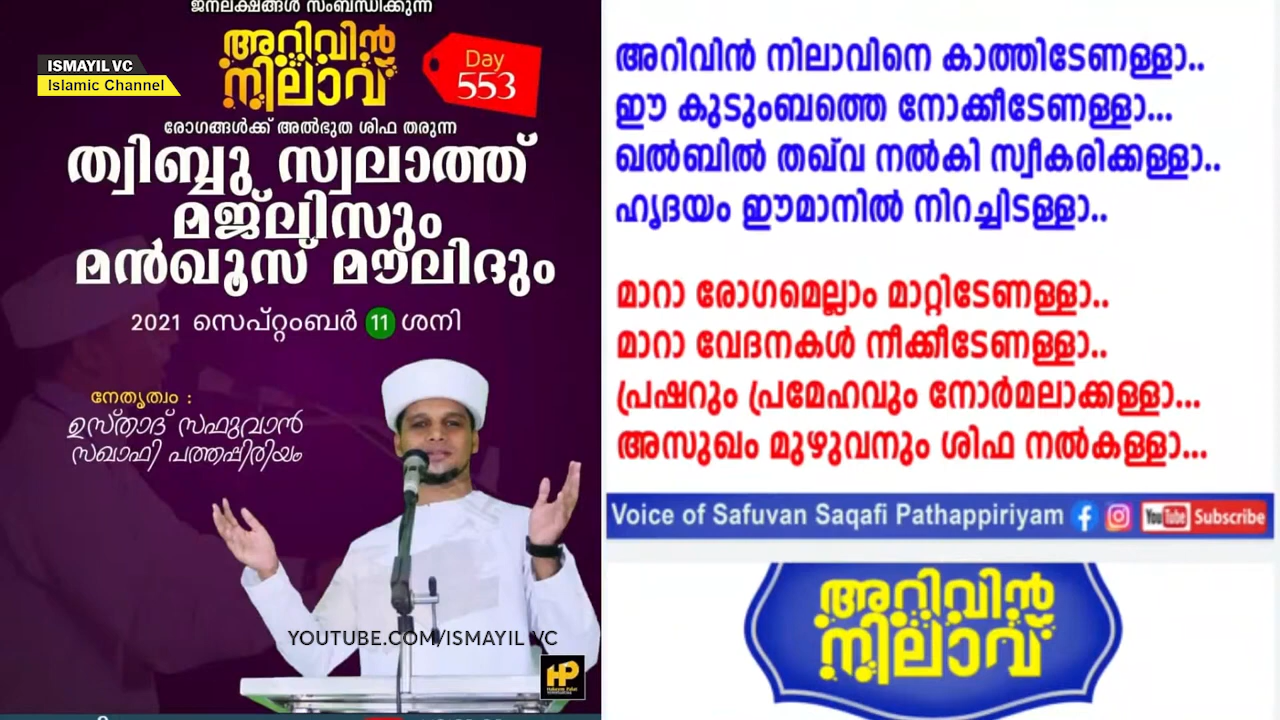 ജനലക്ഷങ്ങൾ സംബന്ധിക്കുന്ന
അറിവിൻ
നിലാവ്
ISMAYIL VC
Islamic Channel
Day
553
രോഗങ്ങൾക്ക് അൽഭുത ശിഫ തരുന്ന
ത്വിബ്ബു സ്വലാത്ത്
മജ്‌ലിസും
മൻഖൂസ് മൗലിദും
2021 സെപ്റ്റംബർ 11 ശനി
നേതൃത്വം :
ഉസ്താദ് സഫുവാൻ
സഖാഫി പത്തപ്പിരിയം
YOUTUBE.COM/ISMAYIL VC
HP
അറിവിൻ നിലാവിനെ കാത്തിടേണള്ളാ..
ഈ കുടുംബത്തെ നോക്കീടേണള്ളാ...
ഖൽബിൽ തഖ്‌വ നൽകി സ്വീകരിക്കള്ളാ..
ഹൃദയം ഈമാനിൽ നിറച്ചിടള്ളാ..
മാറാ രോഗമെല്ലാം മാറ്റിടേണള്ളാ..
മാറാ വേദനകൾ നീക്കീടേണള്ളാ..
പ്രഷറും പ്രമേഹവും നോർമലാക്കള്ളാ...
അസുഖം മുഴുവനും ശിഫ നൽകള്ളാ...
Voice of Safuvan Saqafi Pathappiriyam YouTube Subscribe
അറിവിൻ
നിലാവ്